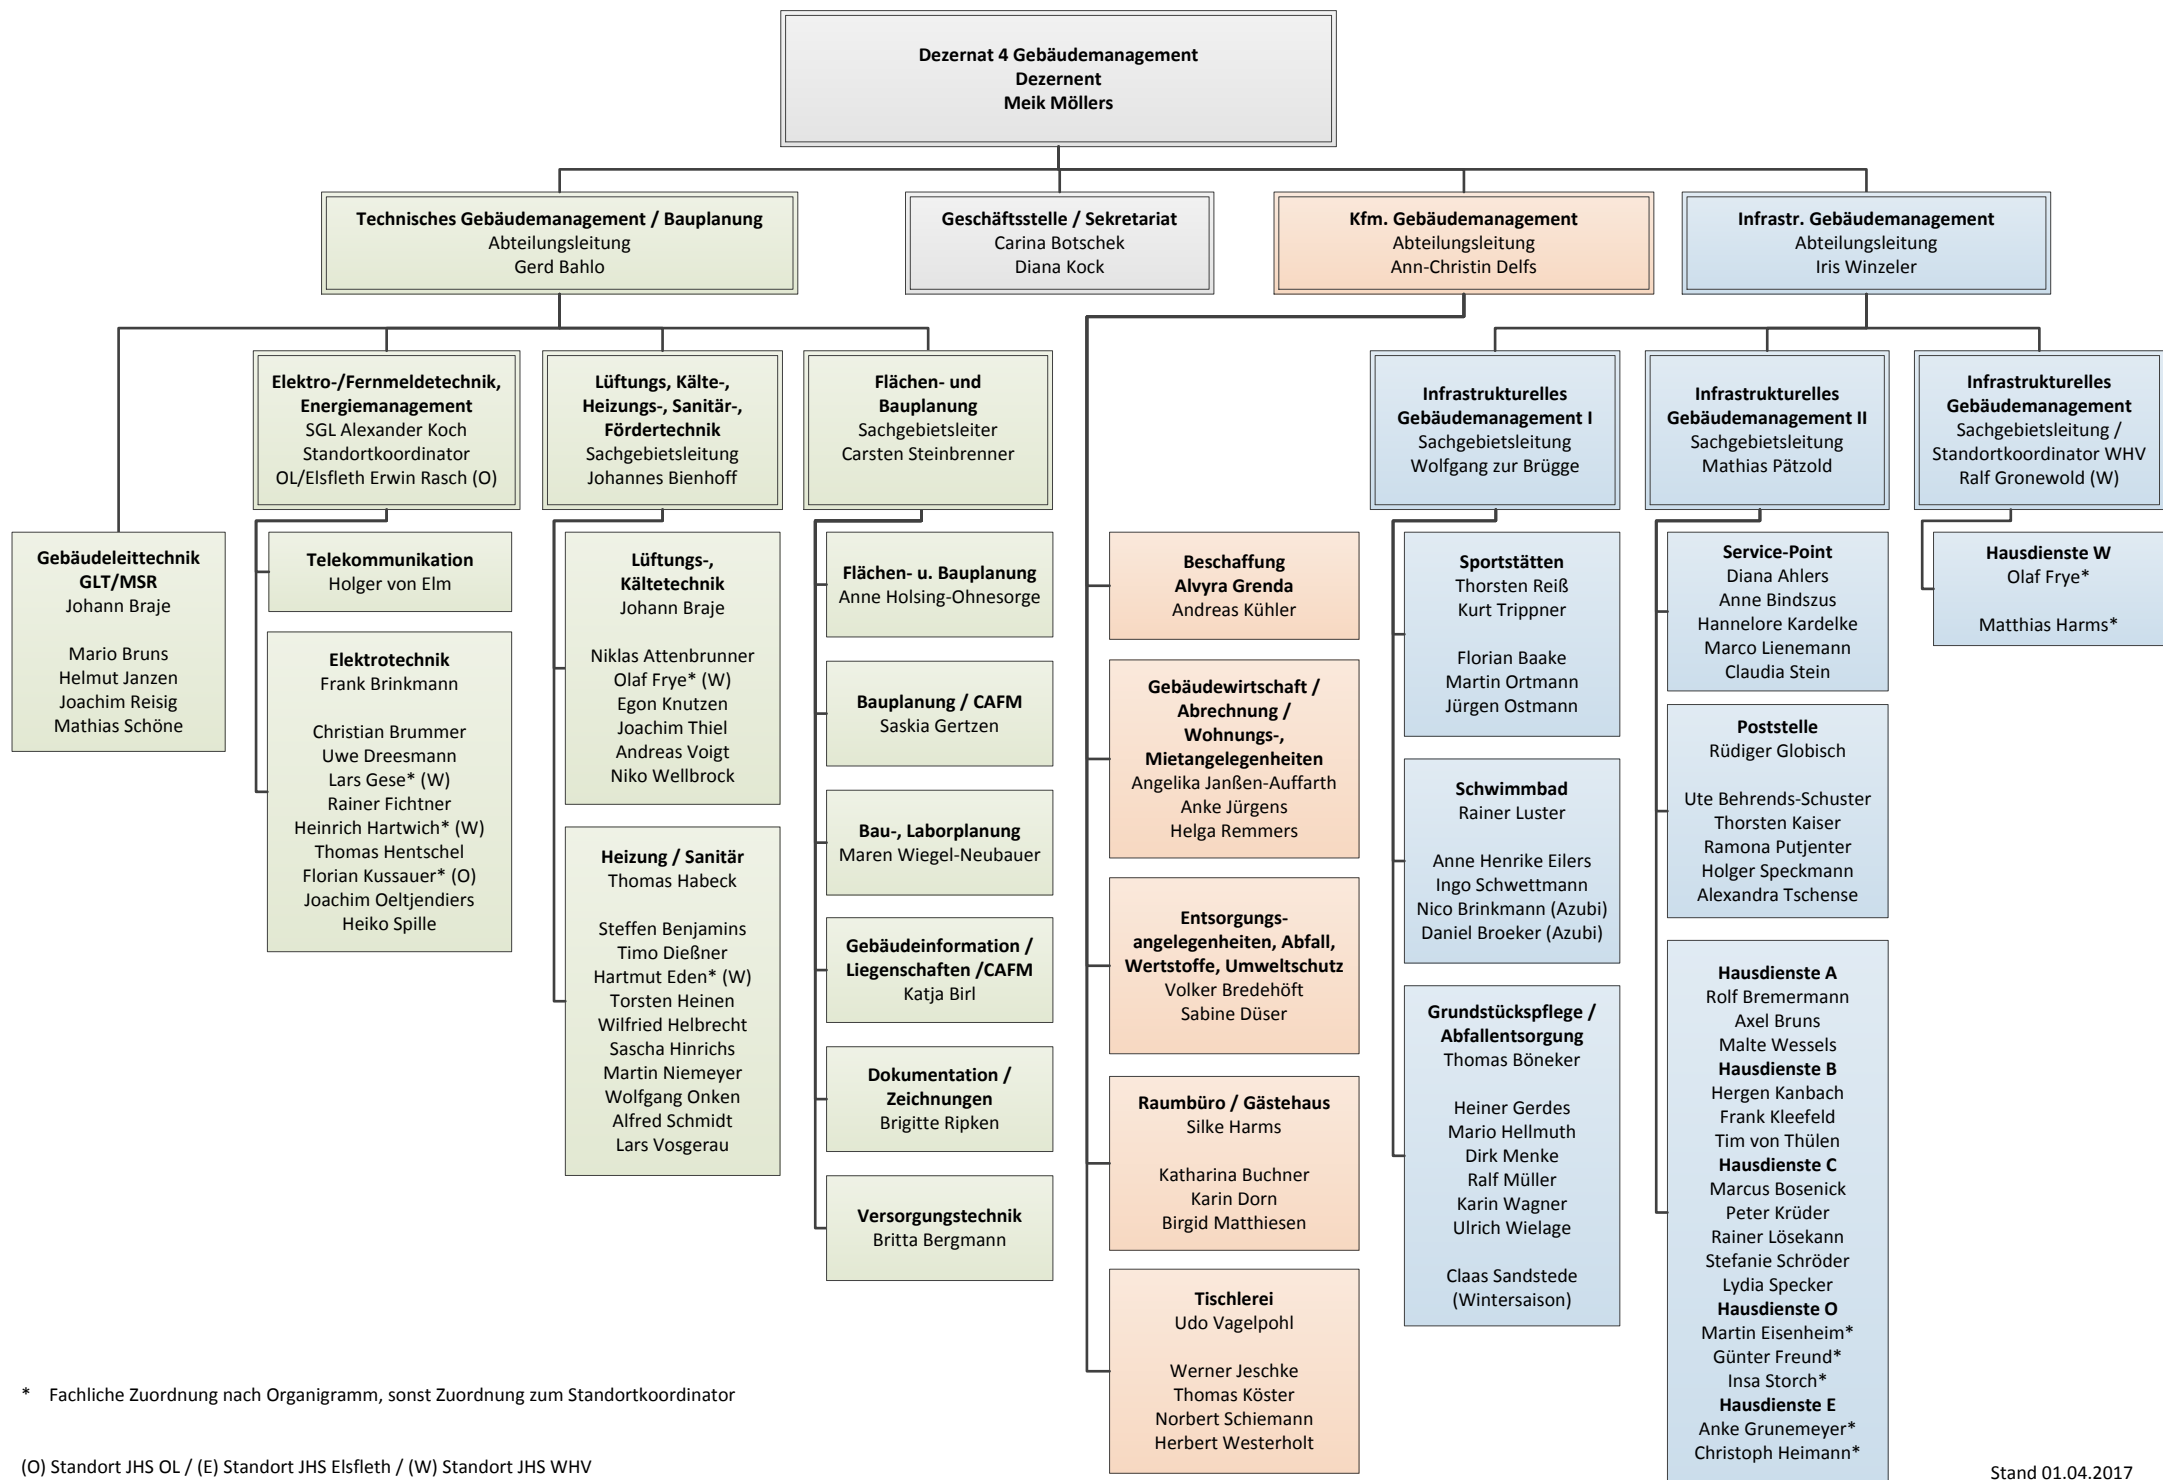 Dezernat 4 Gebäudemanagement
Dezernent
Meik Möllers
Technisches Gebäudemanagement / Bauplanung
Abteilungsleitung
Gerd Bahlo
Geschäftsstelle / Sekretariat
Carina Botschek
Diana Kock
Kfm. Gebäudemanagement
Abteilungsleitung
Ann-Christin Delfs
Infrastr. Gebäudemanagement
Abteilungsleitung
Iris Winzeler
Elektro-/Fernmeldetechnik,
Energiemanagement
SGL Alexander Koch
Standortkoordinator
OL/Elsfleth Erwin Rasch (O)
Lüftungs, Kälte-,
Heizungs-, Sanitär-,
Fördertechnik
Sachgebietsleitung
Johannes Bienhoff
Flächen- und
Bauplanung
Sachgebietsleiter
Carsten Steinbrenner
Infrastrukturelles
Gebäudemanagement I
Sachgebietsleitung
Wolfgang zur Brügge
Infrastrukturelles
Gebäudemanagement II
Sachgebietsleitung
Mathias Pätzold
Infrastrukturelles
Gebäudemanagement
Sachgebietsleitung /
Standortkoordinator WHV
Ralf Gronewold (W)
Gebäudeleittechnik
GLT/MSR
Johann Braje
Mario Bruns
Helmut Janzen
Joachim Reisig
Mathias Schöne
Telekommunikation
Holger von Elm
Elektrotechnik
Frank Brinkmann
Christian Brummer
Uwe Dreesmann
Lars Gese* (W)
Rainer Fichtner
Heinrich Hartwich* (W)
Thomas Hentschel
Florian Kussauer* (O)
Joachim Oeltjendiers
Heiko Spille
Lüftungs-,
Kältetechnik
Johann Braje
Niklas Attenbrunner
Olaf Frye* (W)
Egon Knutzen
Joachim Thiel
Andreas Voigt
Niko Wellbrock
Heizung / Sanitär
Thomas Habeck
Steffen Benjamins
Timo Dießner
Hartmut Eden* (W)
Torsten Heinen
Wilfried Helbrecht
Sascha Hinrichs
Martin Niemeyer
Wolfgang Onken
Alfred Schmidt
Lars Vosgerau
Flächen- u. Bauplanung
Anne Holsing-Ohnesorge
Bauplanung / CAFM
Saskia Gertzen
Bau-, Laborplanung
Maren Wiegel-Neubauer
Gebäudeinformation /
Liegenschaften /CAFM
Katja Birl
Dokumentation /
Zeichnungen
Brigitte Ripken
Versorgungstechnik
Britta Bergmann
Beschaffung
Alvyra Grenda
Andreas Kühler
Gebäudewirtschaft /
Abrechnung /
Wohnungs-,
Mietangelegenheiten
Angelika Janßen-Auffarth
Anke Jürgens
Helga Remmers
Entsorgungs-
angelegenheiten, Abfall,
Wertstoffe, Umweltschutz
Volker Bredehöft
Sabine Düser
Raumbüro / Gästehaus
Silke Harms
Katharina Buchner
Karin Dorn
Birgid Matthiesen
Tischlerei
Udo Vagelpohl
Werner Jeschke
Thomas Köster
Norbert Schiemann
Herbert Westerholt
Sportstätten
Thorsten Reiß
Kurt Trippner
Florian Baake
Martin Ortmann
Jürgen Ostmann
Schwimmbad
Rainer Luster
Anne Henrike Eilers
Ingo Schwettmann
Nico Brinkmann (Azubi)
Daniel Broeker (Azubi)
Grundstückspflege /
Abfallentsorgung
Thomas Böneker
Heiner Gerdes
Mario Hellmuth
Dirk Menke
Ralf Müller
Karin Wagner
Ulrich Wielage
Claas Sandstede
(Wintersaison)
Service-Point
Diana Ahlers
Anne Bindszus
Hannelore Kardelke
Marco Lienemann
Claudia Stein
Poststelle
Rüdiger Globisch
Ute Behrends-Schuster
Thorsten Kaiser
Ramona Putjenter
Holger Speckmann
Alexandra Tschense
Hausdienste A
Rolf Bremermann
Axel Bruns
Malte Wessels
Hausdienste B
Hergen Kanbach
Frank Kleefeld
Tim von Thülen
Hausdienste C
Marcus Bosenick
Peter Krüder
Rainer Lösekann
Stefanie Schröder
Lydia Specker
Hausdienste O
Martin Eisenheim*
Günter Freund*
Insa Storch*
Hausdienste E
Anke Grunemeyer*
Christoph Heimann*
Hausdienste W
Olaf Frye*
Matthias Harms*
* Fachliche Zuordnung nach Organigramm, sonst Zuordnung zum Standortkoordinator
(O) Standort JHS OL / (E) Standort JHS Elsfleth / (W) Standort JHS WHV
Stand 01.04.2017